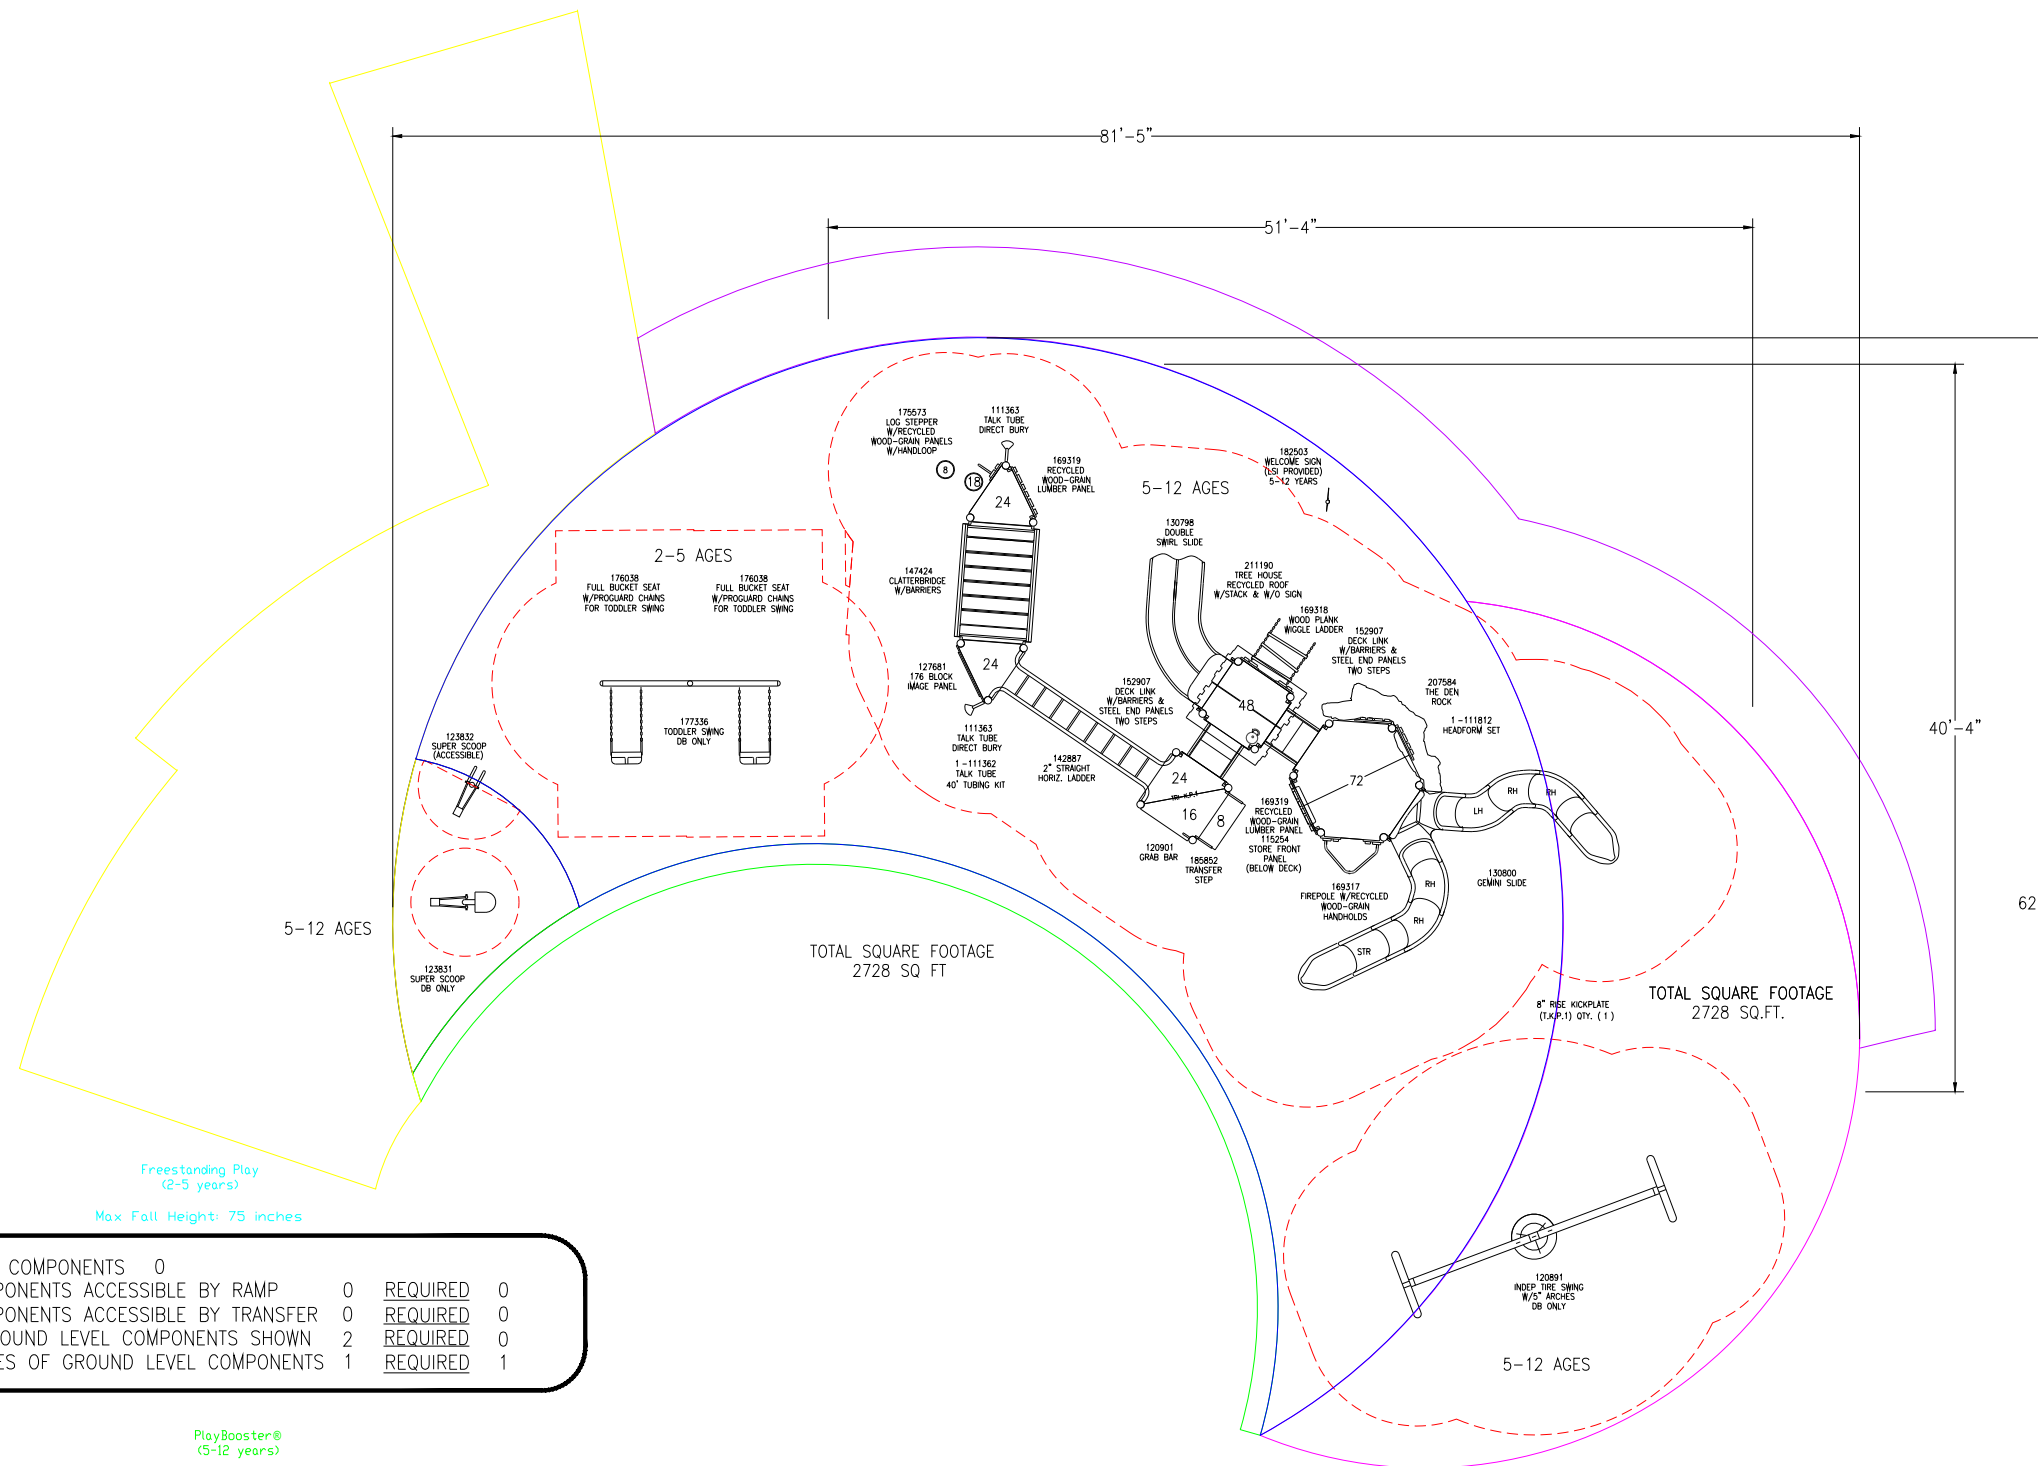 81'-5"
51'-4"
175573
LOG STEPPER
W/RECYCLED
WOOD-GRAIN PANELS
W/HANDLOOP
111363
TALK TUBE
DIRECT BURY
8
18
24
169319
RECYCLED
WOOD-GRAIN
LUMBER PANEL
5-12 AGES
182503
WELCOME SIGN
(LSI PROVIDED)
5-12 YEARS
130798
DOUBLE
SWIRL SLIDE
2-5 AGES
176038
FULL BUCKET SEAT
W/PROGUARD CHAINS
FOR TODDLER SWING
176038
FULL BUCKET SEAT
W/PROGUARD CHAINS
FOR TODDLER SWING
147424
CLATTERBRIDGE
W/BARRIERS
211190
TREE HOUSE
RECYCLED ROOF
W/STACK & W/O SIGN
169318
WOOD PLANK
WIGGLE LADDER
152907
DECK LINK
W/BARRIERS &
STEEL END PANELS
TWO STEPS
127681
176 BLOCK
IMAGE PANEL
24
152907
DECK LINK
W/BARRIERS &
STEEL END PANELS
TWO STEPS
48
207584
THE DEN
ROCK
1-111812
HEADFORM SET
40'-4"
177336
TODDLER SWING
DB ONLY
123832
SUPER SCOOP
(ACCESSIBLE)
111363
TALK TUBE
DIRECT BURY
1-111362
TALK TUBE
40' TUBING KIT
142887
2" STRAIGHT
HORIZ. LADDER
24
TRI-K.P.1
16
8
72
169319
RECYCLED
WOOD-GRAIN
LUMBER PANEL
115254
STORE FRONT
PANEL
(BELOW DECK)
LH
RH
RH
120901
GRAB BAR
185852
TRANSFER
STEP
130800
GEMINI SLIDE
RH
RH
STR
169317
FIREPOLE W/RECYCLED
WOOD-GRAIN
HANDHOLDS
62
5-12 AGES
123831
SUPER SCOOP
DB ONLY
TOTAL SQUARE FOOTAGE
2728 SQ FT
8" RISE KICKPLATE
(T.K.P.1) QTY. (1)
TOTAL SQUARE FOOTAGE
2728 SQ.FT.
Freestanding Play
(2-5 years)
Max Fall Height: 75 inches
COMPONENTS 0
PONENTS ACCESSIBLE BY RAMP 0 REQUIRED 0
PONENTS ACCESSIBLE BY TRANSFER 0 REQUIRED 0
OUND LEVEL COMPONENTS SHOWN 2 REQUIRED 0
ES OF GROUND LEVEL COMPONENTS 1 REQUIRED 1
120891
INDEP TIRE SWING
W/5" ARCHES
DB ONLY
5-12 AGES
PlayBooster®
(5-12 years)